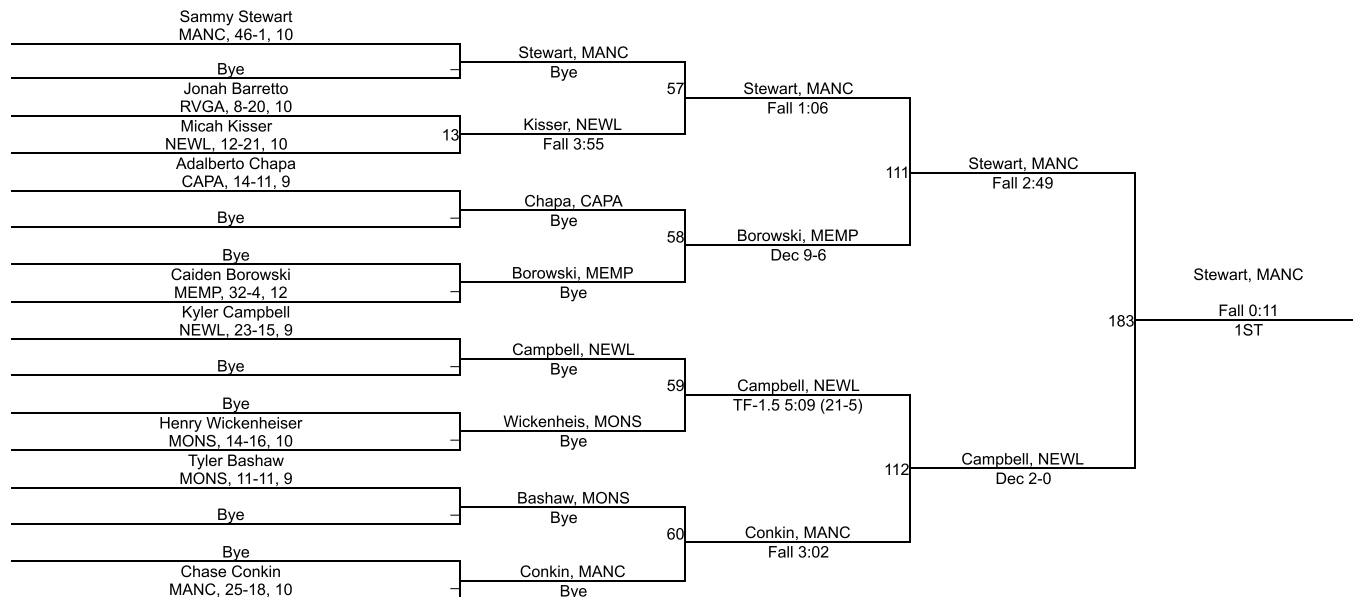 Sammy Stewart
MANC, 46-1, 10
Bye
–
Jonah Barretto
RVGA, 8-20, 10
Micah Kisser
NEWL, 12-21, 10
13
Adalberto Chapa
CAPA, 14-11, 9
Bye
–
Bye
Caiden Borowski
MEMP, 32-4, 12
–
Kyler Campbell
NEWL, 23-15, 9
Bye
–
Bye
Henry Wickenheiser
MONS, 14-16, 10
–
Tyler Bashaw
MONS, 11-11, 9
Bye
–
Bye
Chase Conkin
MANC, 25-18, 10
–
Stewart, MANC
Bye
57
Kisser, NEWL
Fall 3:55
Chapa, CAPA
Bye
58
Borowski, MEMP
Bye
Campbell, NEWL
Bye
59
Wickenheis, MONS
Bye
Bashaw, MONS
Bye
60
Conkin, MANC
Bye
Stewart, MANC
Fall 1:06
111
Borowski, MEMP
Dec 9-6
Campbell, NEWL
TF-1.5 5:09 (21-5)
112
Conkin, MANC
Fall 3:02
Stewart, MANC
Fall 2:49
183
Campbell, NEWL
Dec 2-0
Stewart, MANC
Fall 0:11
1ST